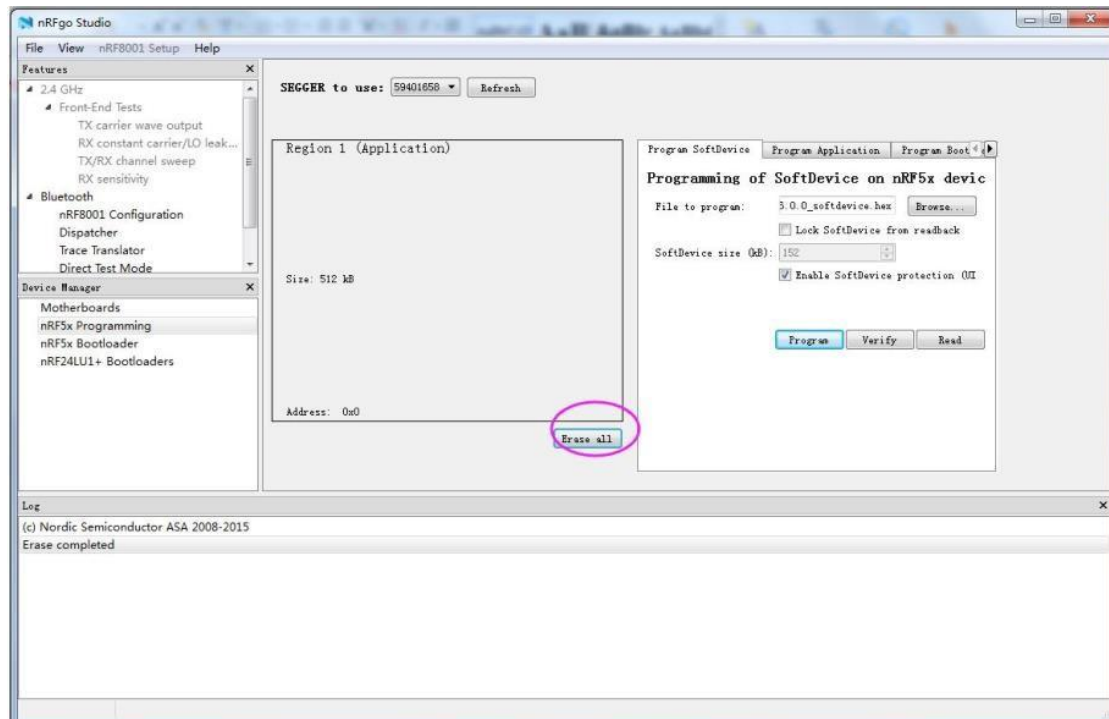 nRFgo Studio
File View nRF8001 Setup Help
Features
2.4 GHz
Front-End Tests
TX carrier wave output
RX constant carrier/LO leak...
TX/RX channel sweep
RX sensitivity
Bluetooth
nRF8001 Configuration
Dispatcher
Trace Translator
Direct Test Mode
Device Manager
Motherboards
nRF5x Programming
nRF5x Bootloader
nRF24LU1+ Bootloaders
SEGGER to use: 59401658 Refresh
Region 1 (Application)
Size: 512 kB
Address: 0x0
Erase all
Program SoftDevice Program Application Program Boot
Programming of SoftDevice on nRF5x devic
File to program: 5.0.0_softdevice.hex Browse...
Lock SoftDevice from readback
SoftDevice size (kB): 152
Enable SoftDevice protection (UI
Program Verify Read
Log
(c) Nordic Semiconductor ASA 2008-2015
Erase completed